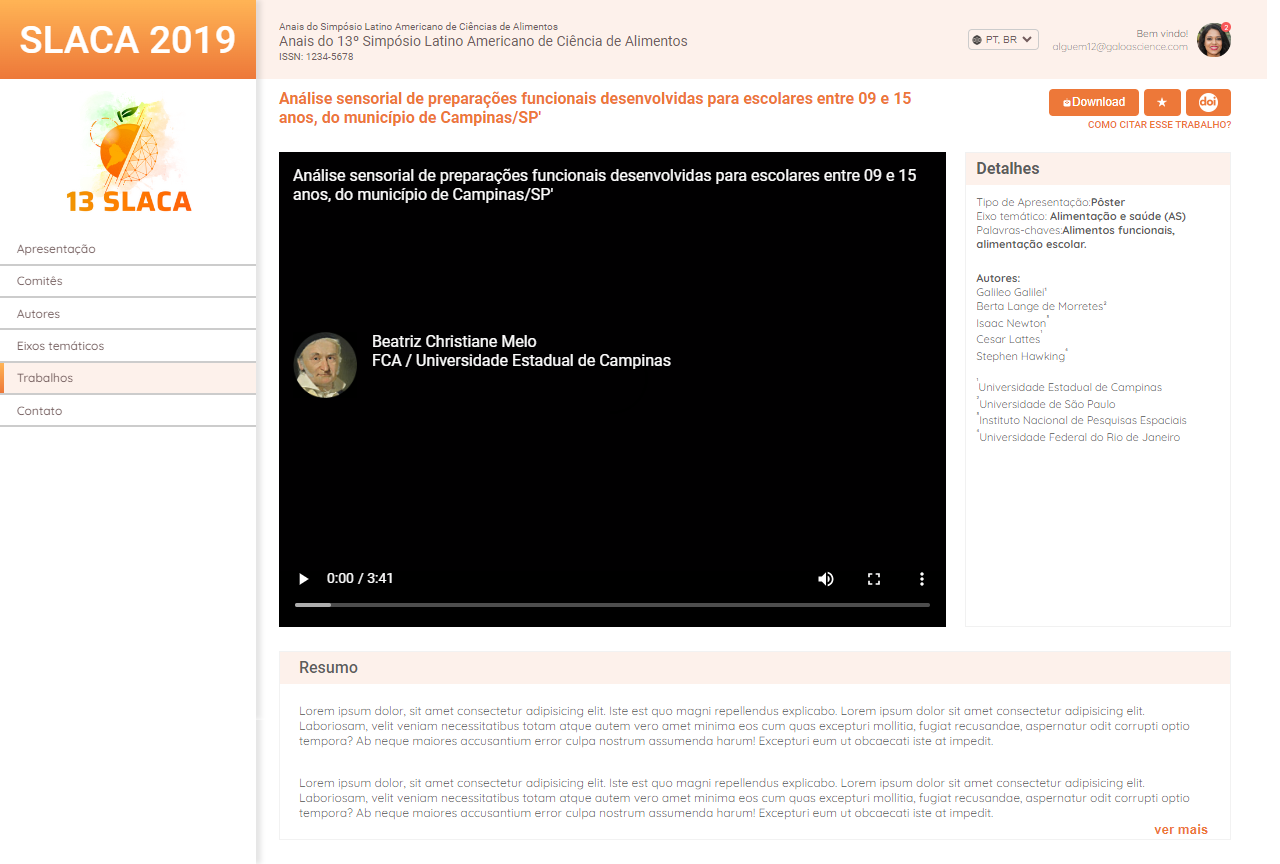 SLACA 2019
Anais do Simpósio Latino Americano de Ciências de Alimentos
Anais do 13º Simpósio Latino Americano de Ciência de Alimentos
ISSN: 1234-5678
PT, BR
Bem vindo!
alguem12@galoascience.com
2
13 SLACA
Apresentação
Comitês
Autores
Eixos temáticos
Trabalhos
Contato
Análise sensorial de preparações funcionais desenvolvidas para escolares entre 09 e 15
anos, do município de Campinas/SP'
Download
doi
COMO CITAR ESSE TRABALHO?
Análise sensorial de preparações funcionais desenvolvidas para escolares entre 09 e 15
anos, do município de Campinas/SP'
Beatriz Christiane Melo
FCA / Universidade Estadual de Campinas
0:00 / 3:41
Detalhes
Tipo de Apresentação:Pôster
Eixo temático: Alimentação e saúde (AS)
Palavras-chaves:Alimentos funcionais,
alimentação escolar.
Autores:
Galileo Galilei¹
Berta Lange de Morretes²
Isaac Newton³
Cesar Lattes¹
Stephen Hawking⁴
¹Universidade Estadual de Campinas
²Universidade de São Paulo
³Instituto Nacional de Pesquisas Espaciais
⁴Universidade Federal do Rio de Janeiro
Resumo
Lorem ipsum dolor, sit amet consectetur adipisicing elit. Iste est quo magni repellendus explicabo. Lorem ipsum dolor sit amet consectetur adipisicing elit.
Laboriosam, velit veniam necessitatibus totam atque autem vero amet minima eos cum quas excepturi mollitia, fugiat recusandae, aspernatur odit corrupti optio
tempora? Ab neque maiores accusantium error culpa nostrum assumenda harum! Excepturi eum ut obcaecati iste at impedit.
Lorem ipsum dolor, sit amet consectetur adipisicing elit. Iste est quo magni repellendus explicabo. Lorem ipsum dolor sit amet consectetur adipisicing elit.
Laboriosam, velit veniam necessitatibus totam atque autem vero amet minima eos cum quas excepturi mollitia, fugiat recusandae, aspernatur odit corrupti optio
tempora? Ab neque maiores accusantium error culpa nostrum assumenda harum! Excepturi eum ut obcaecati iste at impedit.
ver mais